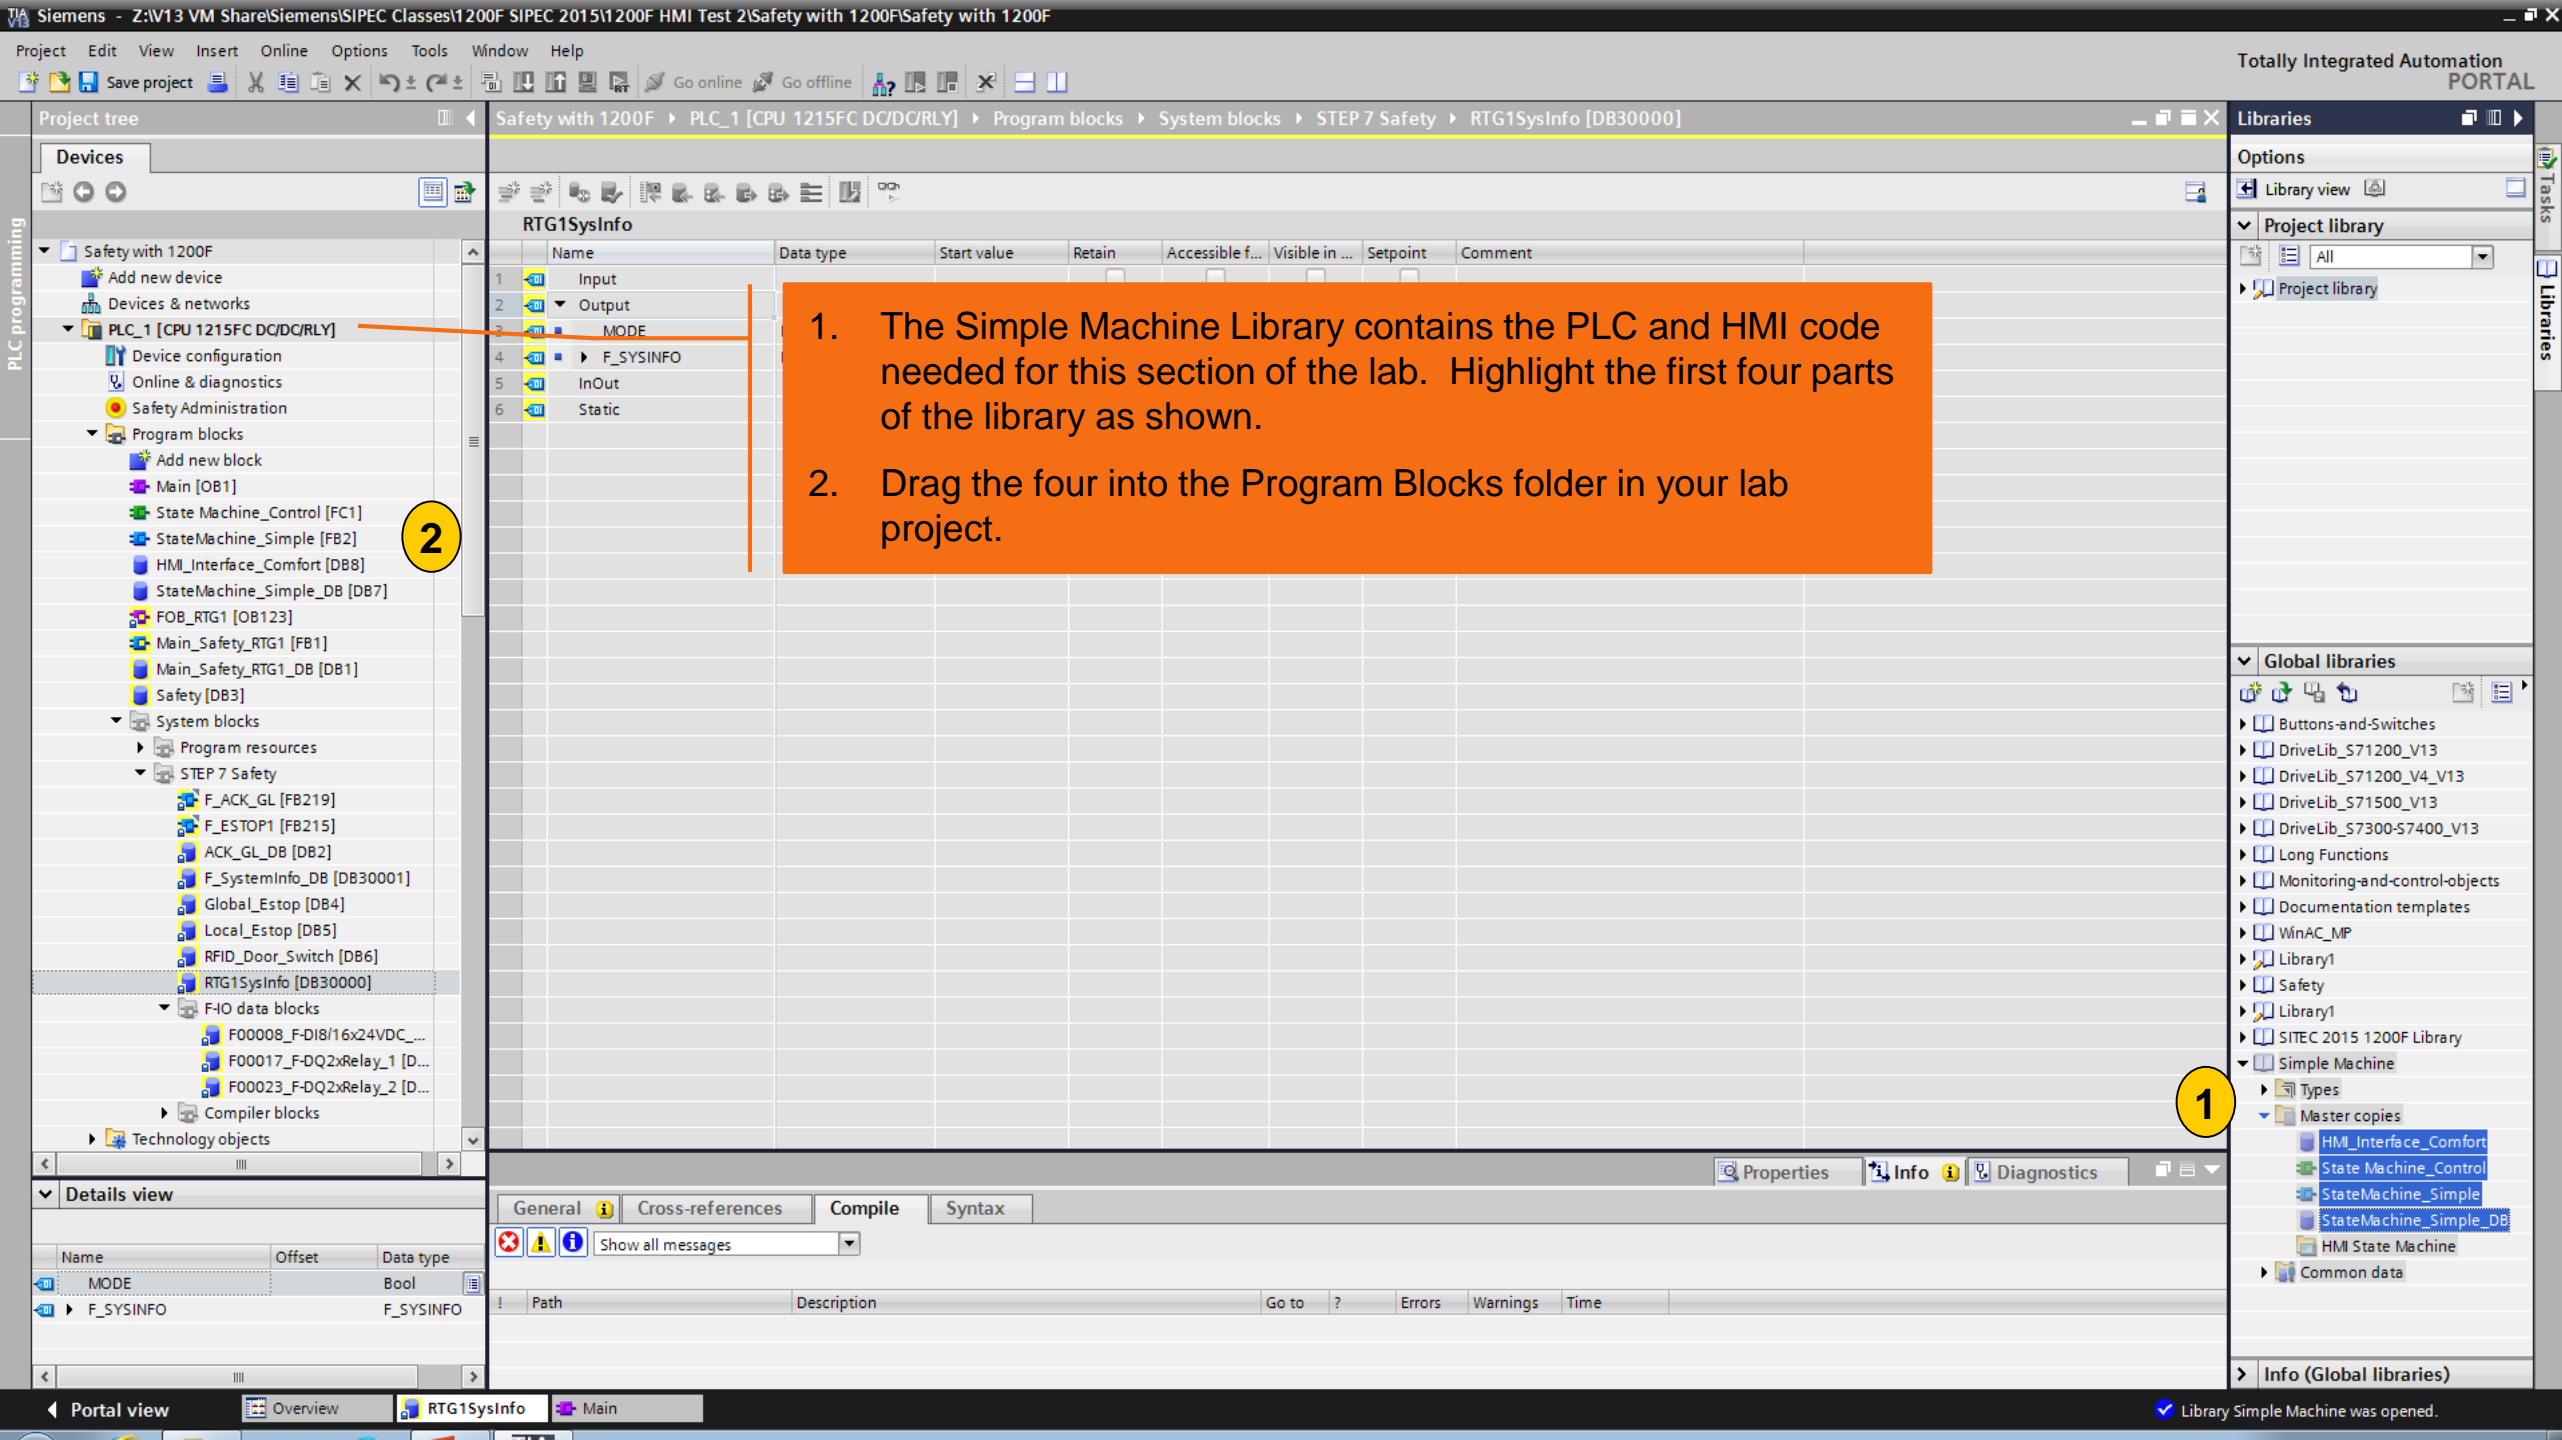 Siemens - Z:\V13 VM Share\Siemens\SIPEC Classes\1200F SIPEC 2015\1200F HMI Test 2\Safety with 1200F\Safety with 1200F
Project Edit View Insert Online Options Tools Window Help
Totally Integrated Automation
PORTAL
Save project Go online Go offline
Project tree
Safety with 1200F PLC_1 [CPU 1215FC DC/DC/RLY] Program blocks System blocks STEP 7 Safety RTG1SysInfo [DB30000]
Libraries
Devices
Options
Library view
PLC programming
Tasks
Libraries
Safety with 1200F
Add new device
Devices & networks
PLC_1 [CPU 1215FC DC/DC/RLY]
Device configuration
Online & diagnostics
Safety Administration
Program blocks
Add new block
Main [OB1]
State Machine_Control [FC1]
StateMachine_Simple [FB2]
HMI_Interface_Comfort [DB8]
StateMachine_Simple_DB [DB7]
FOB_RTG1 [OB123]
Main_Safety_RTG1 [FB1]
Main_Safety_RTG1_DB [DB1]
Safety [DB3]
System blocks
Program resources
STEP 7 Safety
F_ACK_GL [FB219]
F_ESTOP1 [FB215]
ACK_GL_DB [DB2]
F_SystemInfo_DB [DB30001]
Global_Estop [DB4]
Local_Estop [DB5]
RFID_Door_Switch [DB6]
RTG1SysInfo [DB30000]
F-IO data blocks
F00008_F-DI8/16x24VDC_...
F00017_F-DQ2xRelay_1 [D...
F00023_F-DQ2xRelay_2 [D...
Compiler blocks
Technology objects
2
RTG1SysInfo
Name Data type Start value Retain Accessible f... Visible in ... Setpoint Comment
1 Input
2 Output
3 MODE
4 F_SYSINFO
5 InOut
6 Static
1. The Simple Machine Library contains the PLC and HMI code
needed for this section of the lab. Highlight the first four parts
of the library as shown.
2. Drag the four into the Program Blocks folder in your lab
project.
Project library
All
Project library
Global libraries
Buttons-and-Switches
DriveLib_S71200_V13
DriveLib_S71200_V4_V13
DriveLib_S71500_V13
DriveLib_S7300-S7400_V13
Long Functions
Monitoring-and-control-objects
Documentation templates
WinAC_MP
Library1
Safety
Library1
SITEC 2015 1200F Library
Simple Machine
Types
Master copies
HMI_Interface_Comfort
State Machine_Control
StateMachine_Simple
StateMachine_Simple_DB
HMI State Machine
Common data
1
Info (Global libraries)
Details view
Name Offset Data type
MODE Bool
F_SYSINFO F_SYSINFO
Properties Info Diagnostics
General Cross-references Compile Syntax
Show all messages
! Path Description Go to ? Errors Warnings Time
Portal view Overview RTG1SysInfo Main
Library Simple Machine was opened.